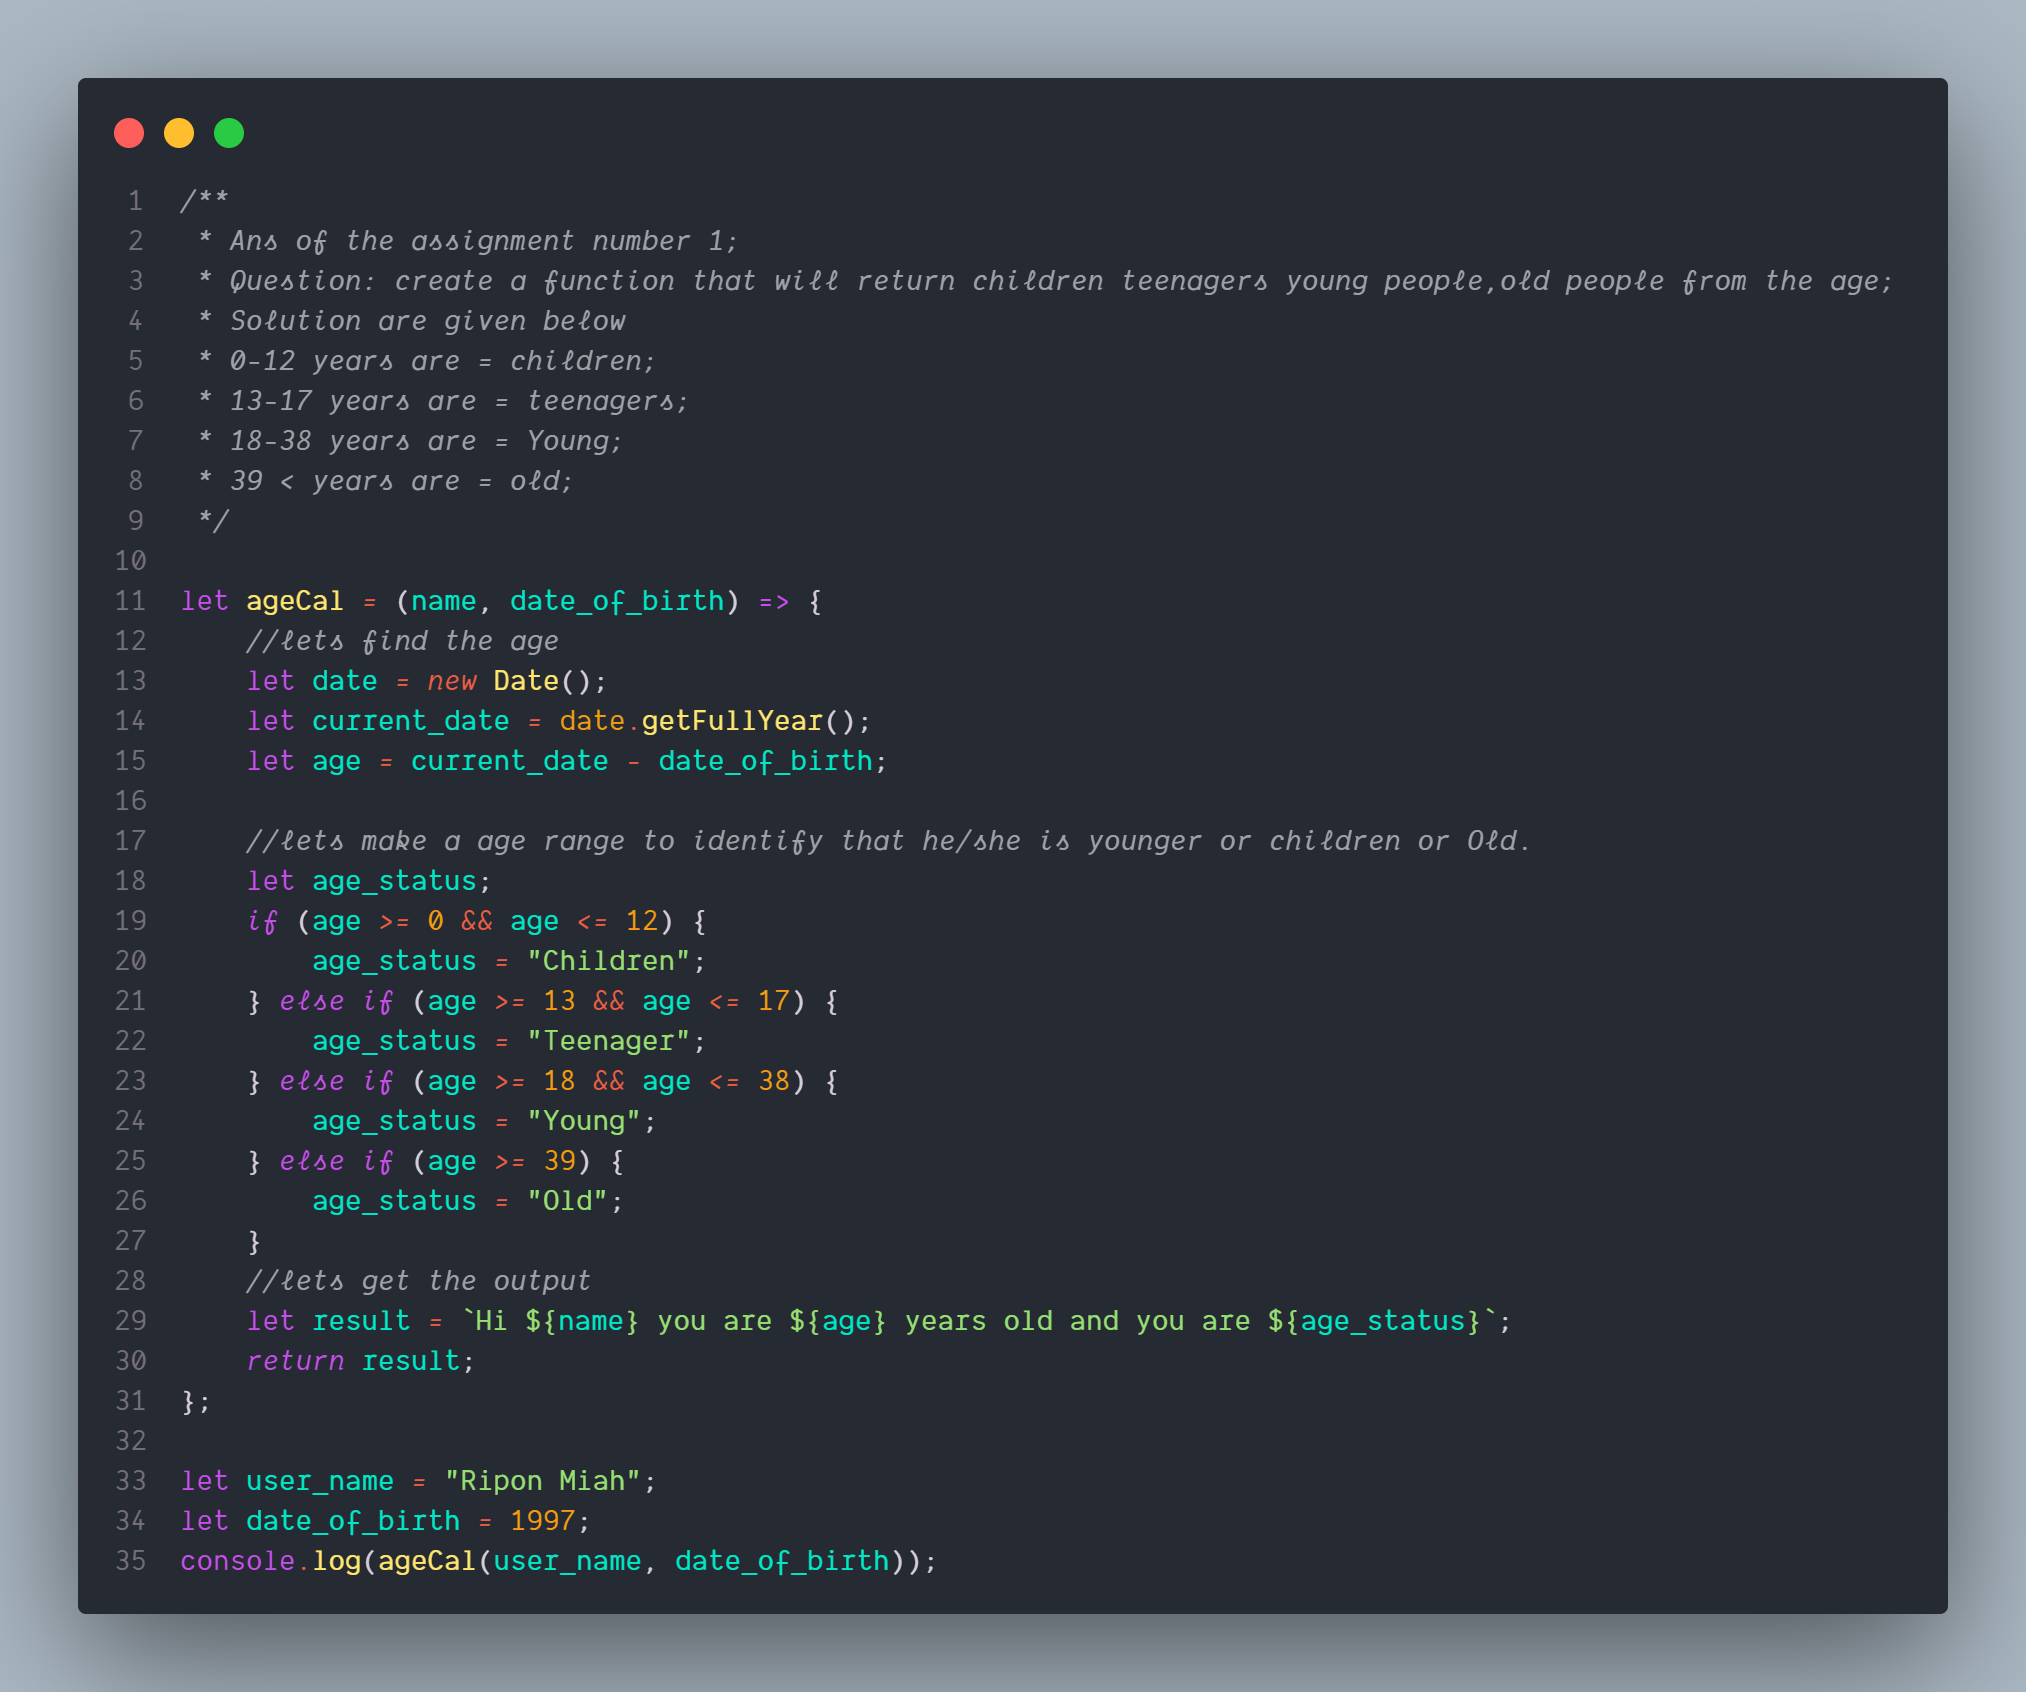 1 /**
2  * Ans of the assignment number 1;
3  * Question: create a function that will return children teenagers young people,old people from the age;
4  * Solution are given below
5  * 0-12 years are = children;
6  * 13-17 years are = teenagers;
7  * 18-38 years are = Young;
8  * 39 < years are = old;
9  */
10
11 let ageCal = (name, date_of_birth) => {
12     //lets find the age
13     let date = new Date();
14     let current_date = date.getFullYear();
15     let age = current_date - date_of_birth;
16
17     //lets make a age range to identify that he/she is younger or children or Old.
18     let age_status;
19     if (age >= 0 && age <= 12) {
20         age_status = "Children";
21     } else if (age >= 13 && age <= 17) {
22         age_status = "Teenager";
23     } else if (age >= 18 && age <= 38) {
24         age_status = "Young";
25     } else if (age >= 39) {
26         age_status = "Old";
27     }
28     //lets get the output
29     let result = `Hi ${name} you are ${age} years old and you are ${age_status}`;
30     return result;
31 };
32
33 let user_name = "Ripon Miah";
34 let date_of_birth = 1997;
35 console.log(ageCal(user_name, date_of_birth));